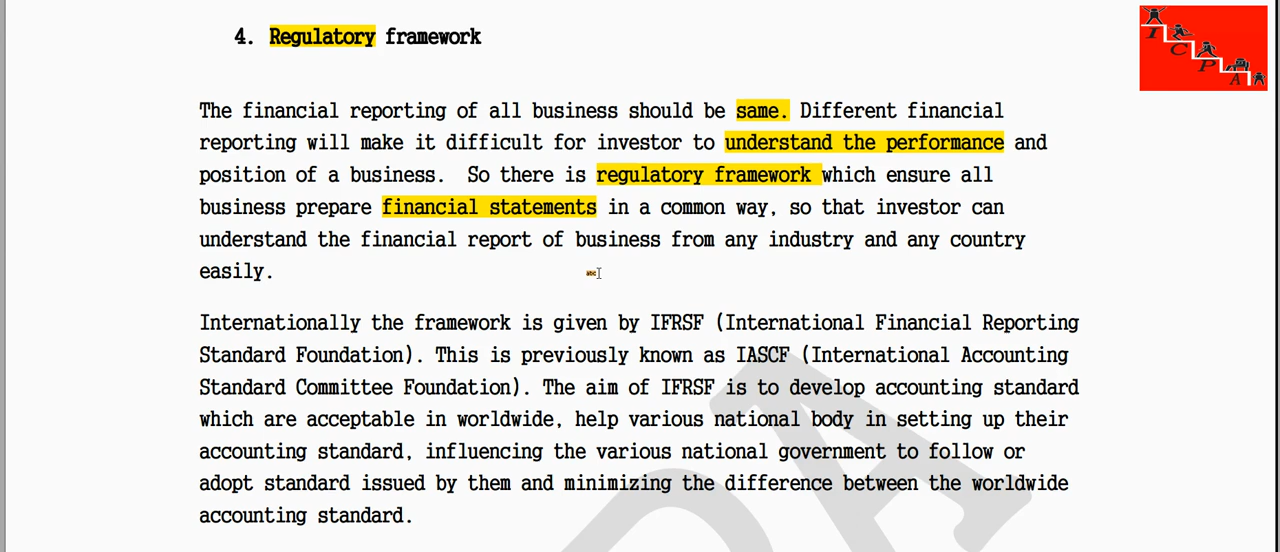 4. Regulatory framework
I
C
P
A
The financial reporting of all business should be same. Different financial
reporting will make it difficult for investor to understand the performance and
position of a business. So there is regulatory framework which ensure all
business prepare financial statements in a common way, so that investor can
understand the financial report of business from any industry and any country
easily.
Internationally the framework is given by IFRSF (International Financial Reporting
Standard Foundation). This is previously known as IASCF (International Accounting
Standard Committee Foundation). The aim of IFRSF is to develop accounting standard
which are acceptable in worldwide, help various national body in setting up their
accounting standard, influencing the various national government to follow or
adopt standard issued by them and minimizing the difference between the worldwide
accounting standard.